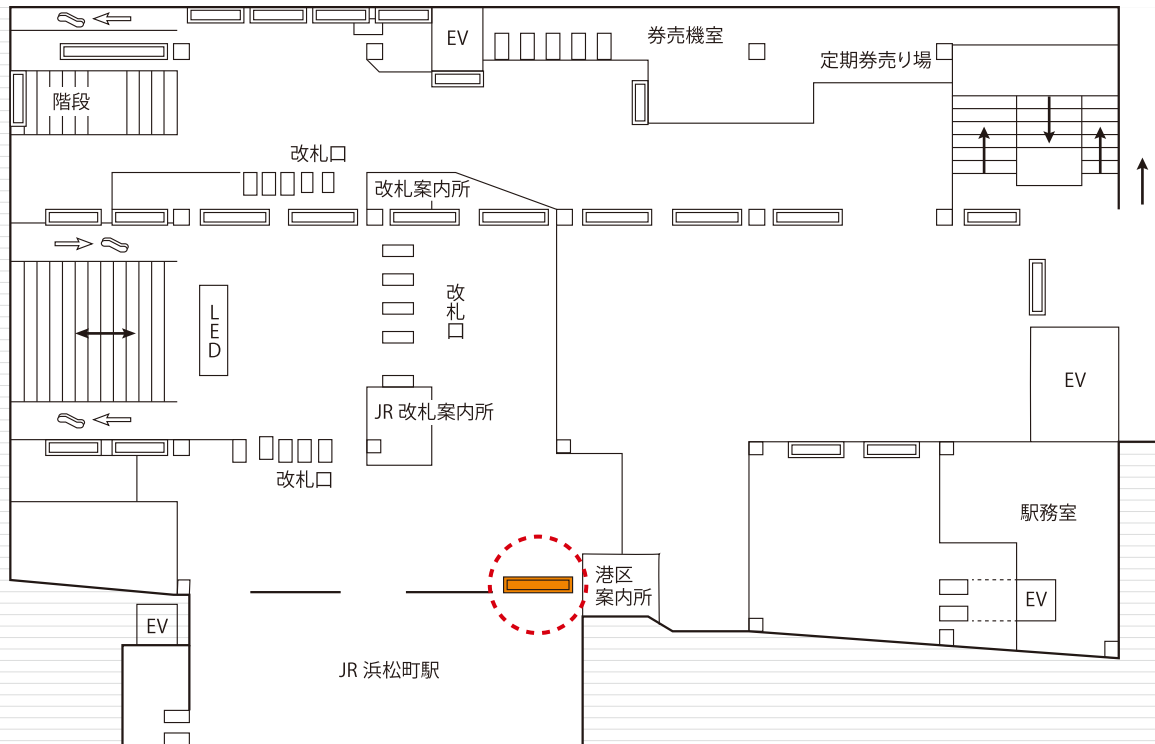 EV
券売機室
定期券売り場
階段
改札口
改札案内所
LED
改札口
EV
JR 改札案内所
改札口
駅務室
港区
案内所
EV
EV
JR 浜松町駅